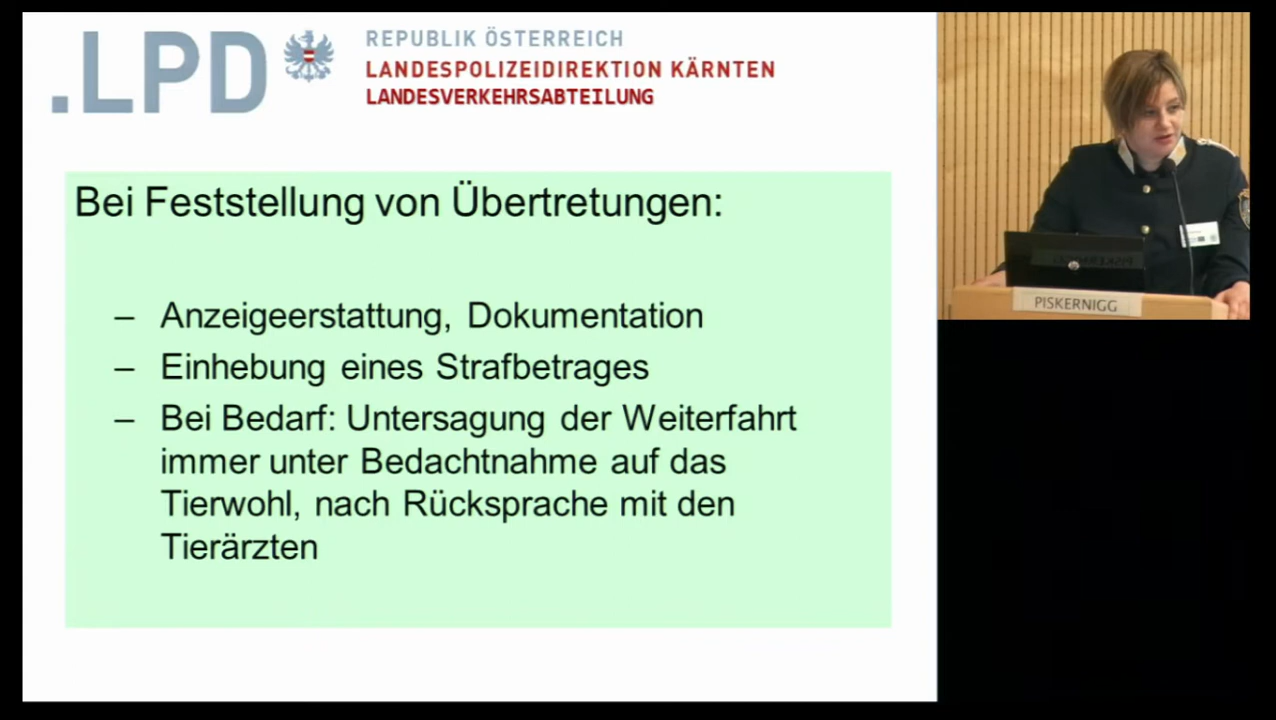 .LPD
REPUBLIK ÖSTERREICH
LANDESPOLIZEIDIREKTION KÄRNTEN
LANDESVERKEHRSABTEILUNG
Bei Feststellung von Übertretungen:
– Anzeigeerstattung, Dokumentation
– Einhebung eines Strafbetrages
– Bei Bedarf: Untersagung der Weiterfahrt
immer unter Bedachtnahme auf das
Tierwohl, nach Rücksprache mit den
Tierärzten
PISKERNIGG